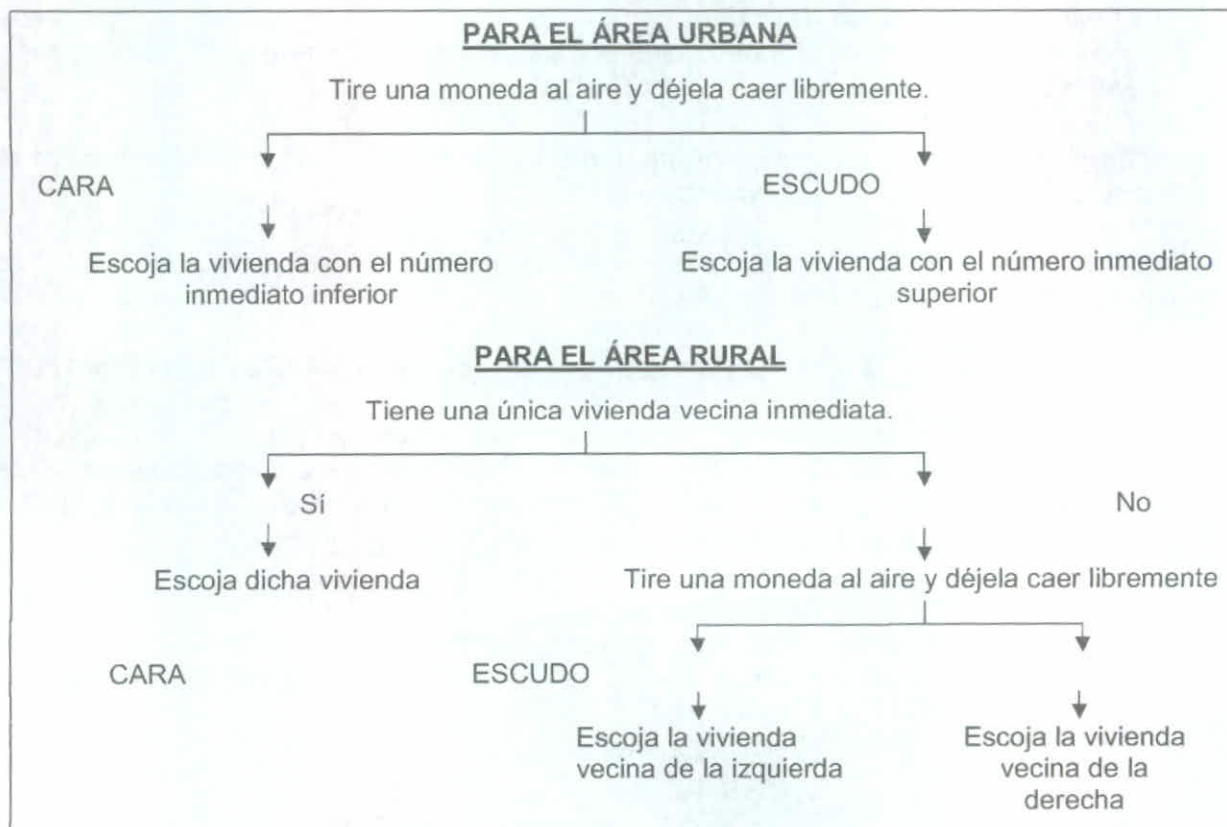 PARA EL ÁREA URBANA
Tire una moneda al aire y déjela caer libremente.
CARA
ESCUDO
Escoja la vivienda con el número
inmediato inferior
Escoja la vivienda con el número inmediato
superior
PARA EL ÁREA RURAL
Tiene una única vivienda vecina inmediata.
Sí
No
Escoja dicha vivienda
Tire una moneda al aire y déjela caer libremente
CARA
ESCUDO
Escoja la vivienda
vecina de la izquierda
Escoja la vivienda
vecina de la
derecha